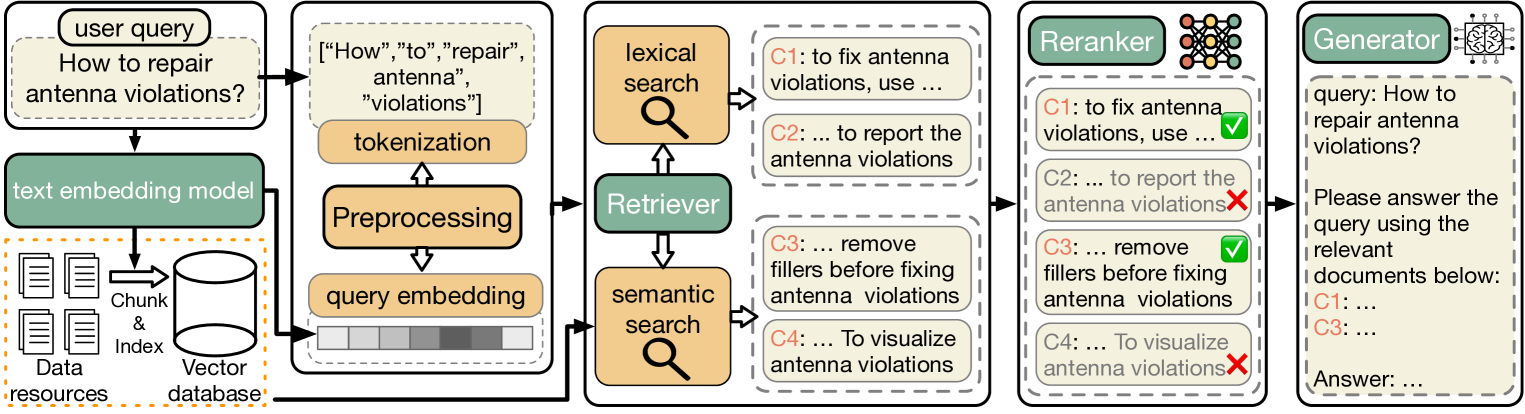 user query
How to repair
antenna violations?
text embedding model
Chunk
&
Index
Data
resources
Vector
database
[“How”,”to”,”repair”,
antenna”,
”violations”]
tokenization
Preprocessing
query embedding
lexical
search
Retriever
semantic
search
C1: to fix antenna
violations, use …
C2: ... to report the
antenna violations
C3: … remove
fillers before fixing
antenna violations
C4: … To visualize
antenna violations
Reranker
C1: to fix antenna
violations, use …
C2: ... to report the
antenna violations
C3: … remove
fillers before fixing
antenna violations
C4: … To visualize
antenna violations
Generator
query: How to
repair antenna
violations?
Please answer the
query using the
relevant
documents below:
C1: …
C3: …
Answer: …